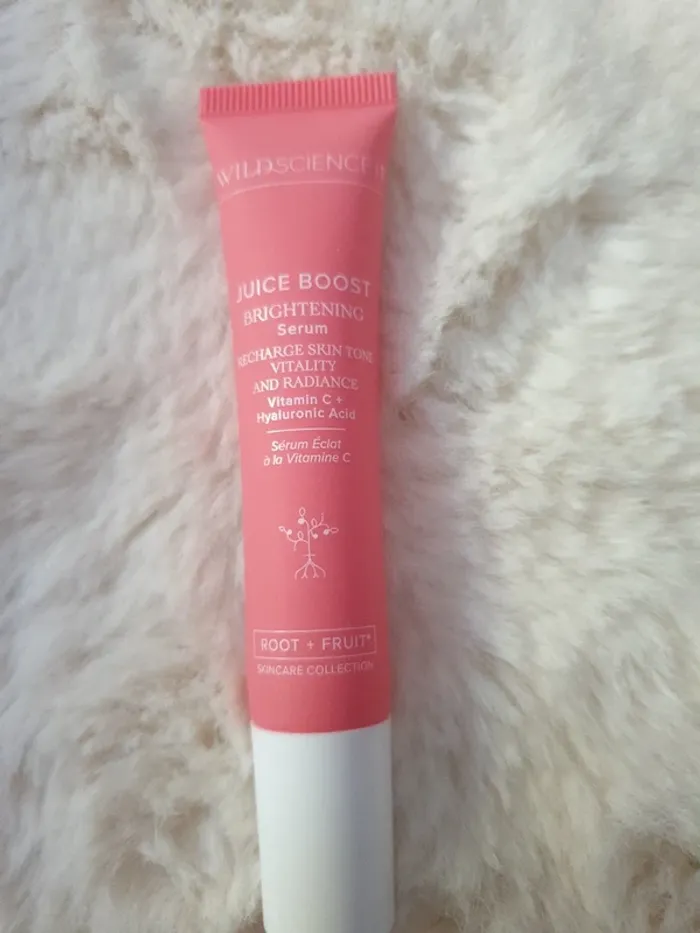 WILDSCIENCE
JUICE BOOST
BRIGHTENING
Serum
RECHARGE SKIN TONE
VITALITY
AND RADIANCE
Vitamin C +
Hyaluronic Acid
Sérum Éclat
à la Vitamine C
ROOT + FRUIT®
SKINCARE COLLECTION